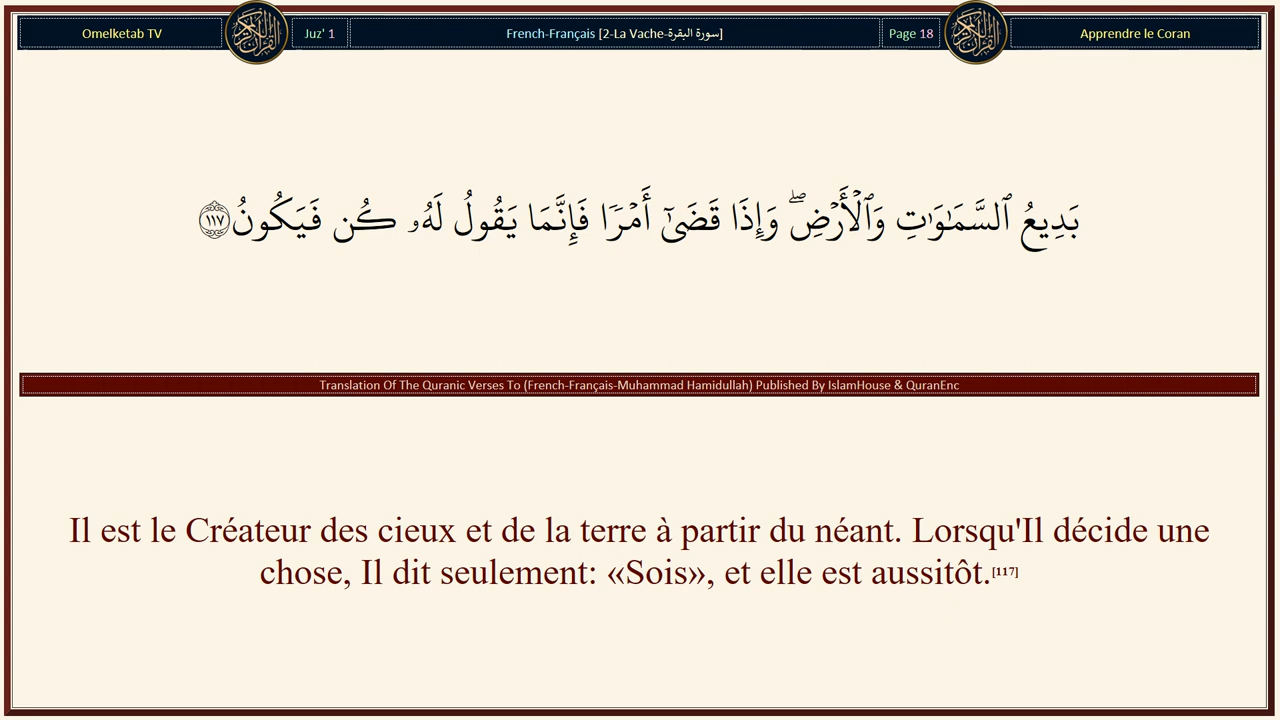 Omelketab TV
Juz' 1
French-Français [2-La Vache-سورة البقرة]
Page 18
Apprendre le Coran
بَدِيعُ ٱلسَّمَٰوَٰتِ وَٱلْأَرْضِۖ وَإِذَا قَضَىٰٓ أَمْرًا فَإِنَّمَا يَقُولُ لَهُۥ كُن فَيَكُونُ ١١٧
Translation Of The Quranic Verses To (French-Français-Muhammad Hamidullah) Published By IslamHouse & QuranEnc
Il est le Créateur des cieux et de la terre à partir du néant. Lorsqu'Il décide une
chose, Il dit seulement: «Sois», et elle est aussitôt.[117]